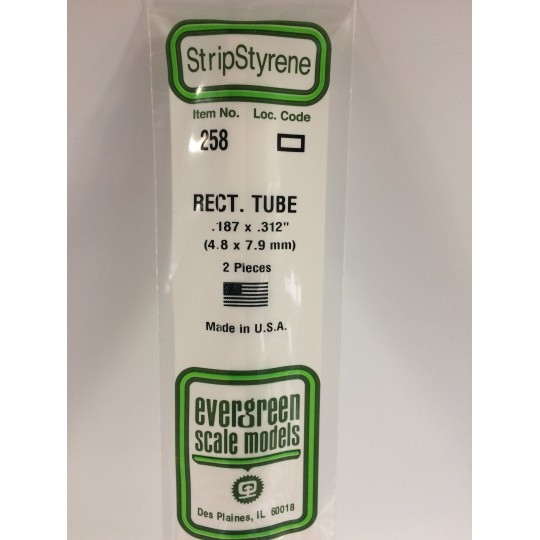 StripStyrene
Item No. Loc. Code
258
RECT. TUBE
.187 x .312"
(4.8 x 7.9 mm)
2 Pieces
Made in U.S.A.
evergreen
scale models
Des Plaines, IL 60018